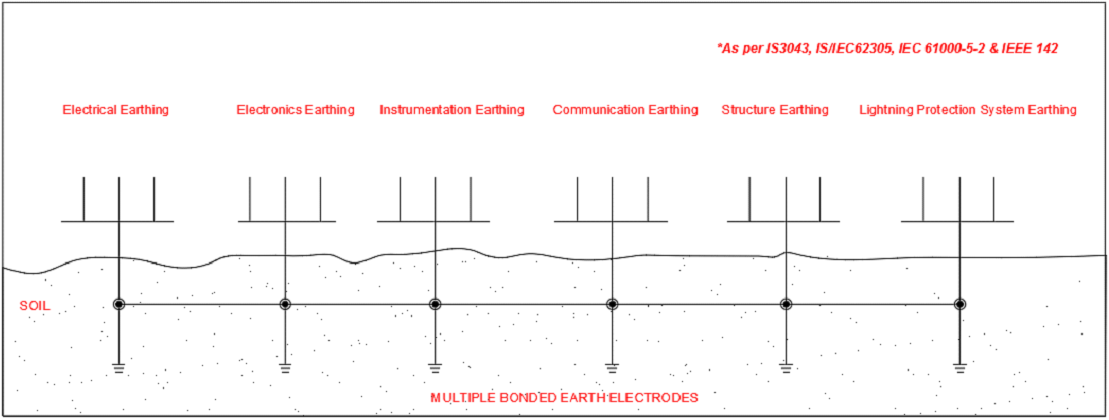 *As per IS3043, IS/IEC62305, IEC 61000-5-2 & IEEE 142
Electrical Earthing
Electronics Earthing
Instrumentation Earthing
Communication Earthing
Structure Earthing
Lightning Protection System Earthing
SOIL
MULTIPLE BONDED EARTH ELECTRODES